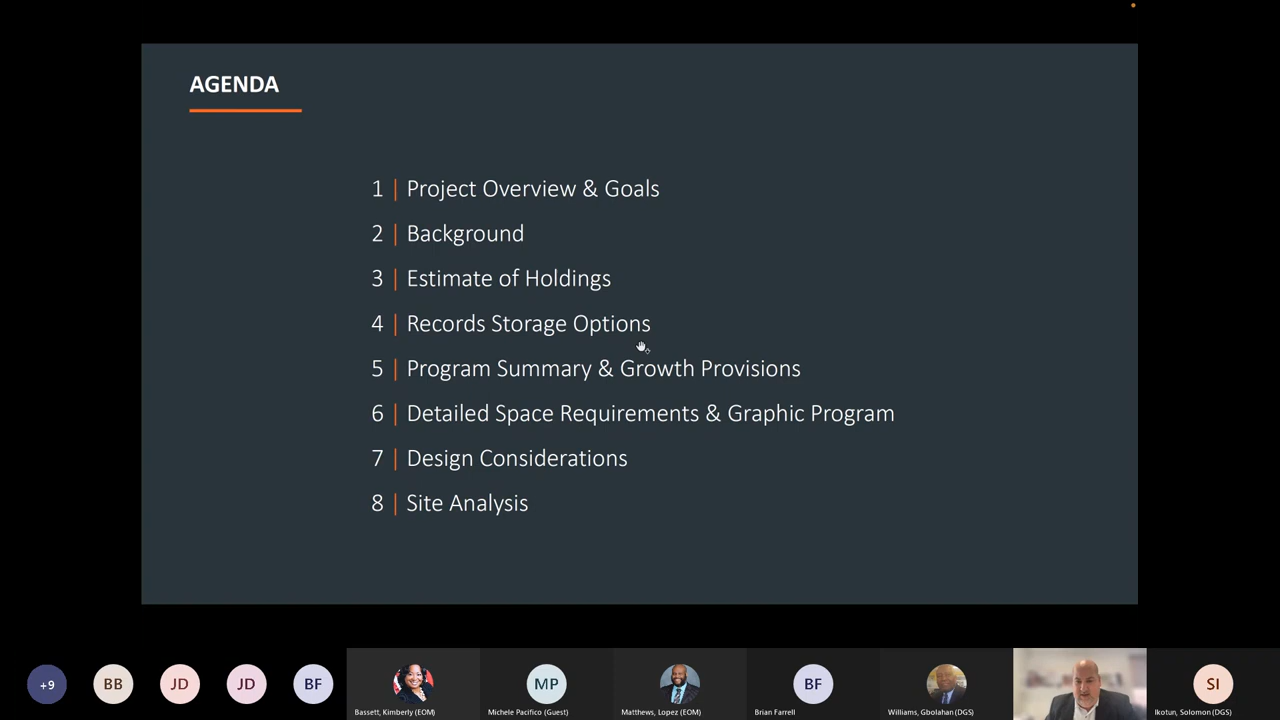 AGENDA
1 | Project Overview & Goals
2 | Background
3 | Estimate of Holdings
4 | Records Storage Options
5 | Program Summary & Growth Provisions
6 | Detailed Space Requirements & Graphic Program
7 | Design Considerations
8 | Site Analysis
+9
BB
JD
JD
BF
MP
BF
SI
Bassett, Kimberly (EOM)
Michele Pacifico (Guest)
Matthews, Lopez (EOM)
Brian Farrell
Williams, Gbolahan (DGS)
Ikotun, Solomon (DGS)